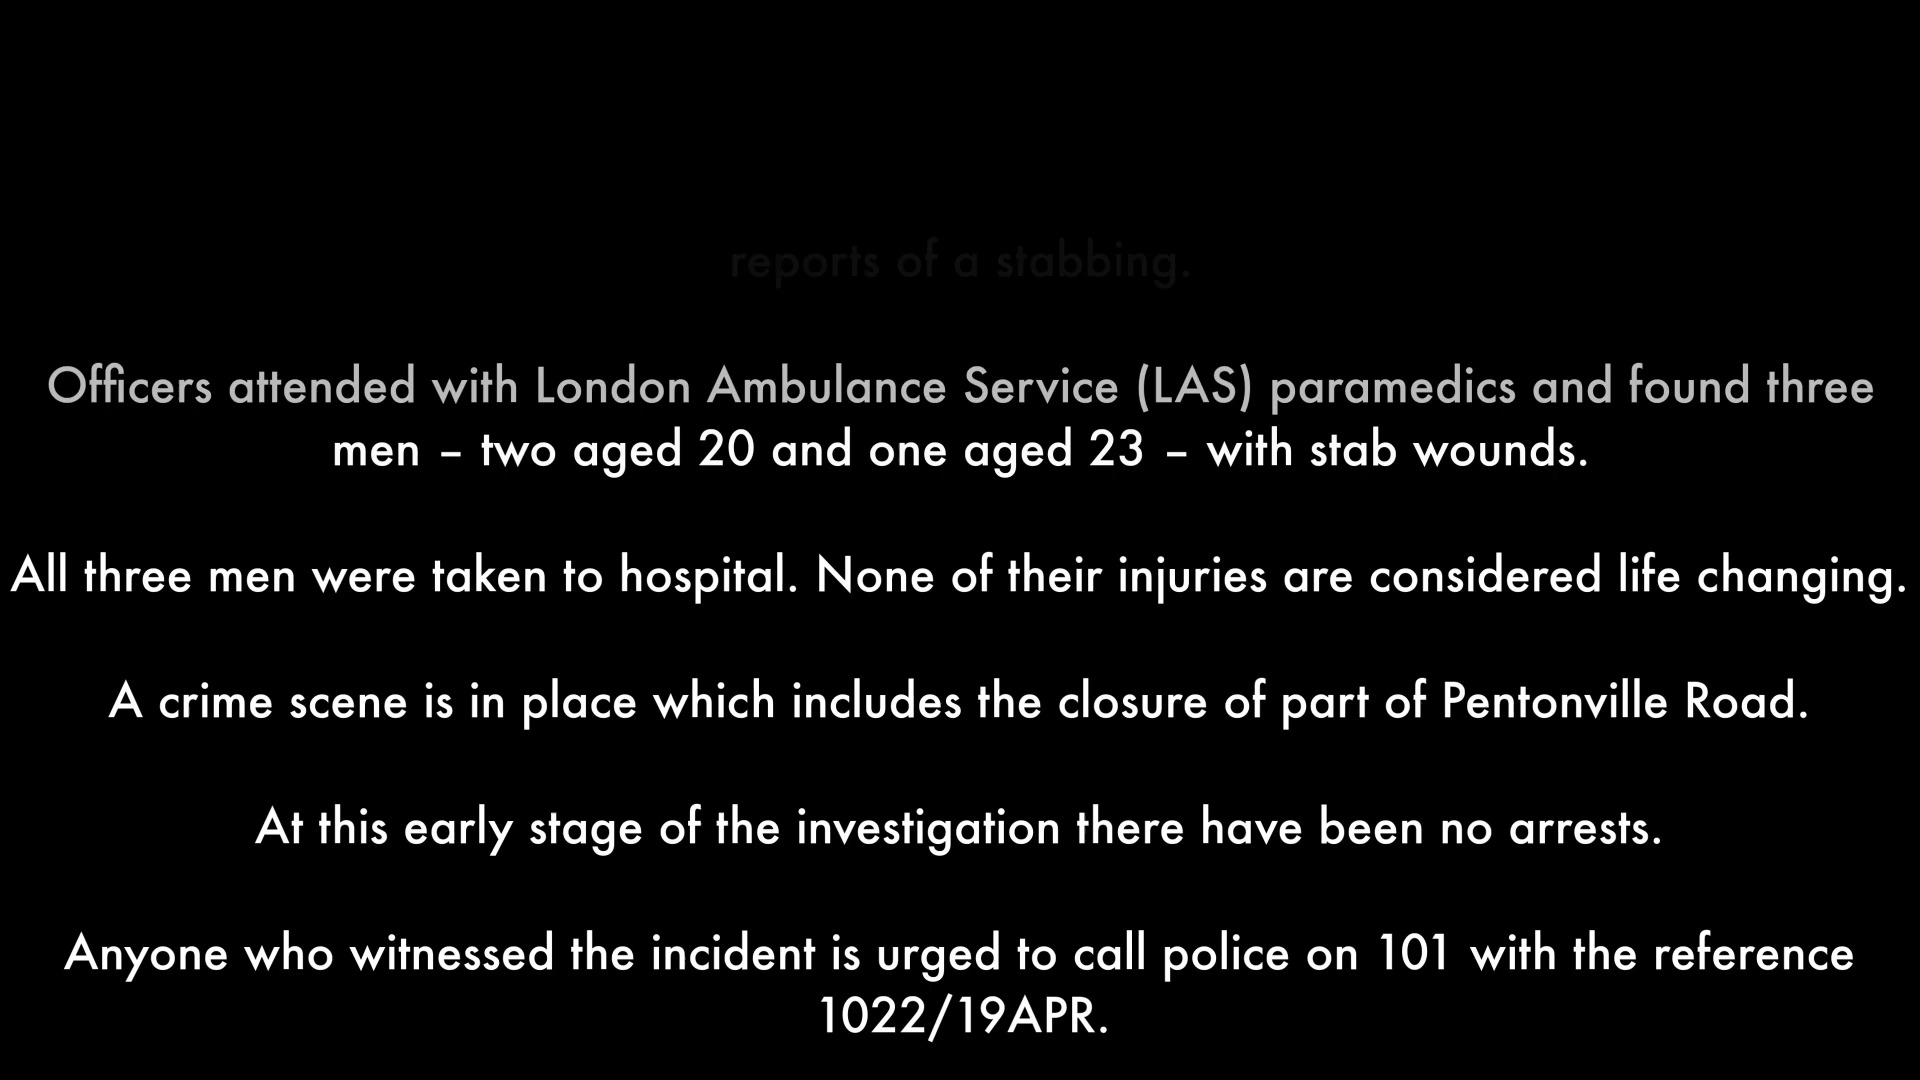 reports of a stabbing.
Officers attended with London Ambulance Service (LAS) paramedics and found three
men – two aged 20 and one aged 23 – with stab wounds.
All three men were taken to hospital. None of their injuries are considered life changing.
A crime scene is in place which includes the closure of part of Pentonville Road.
At this early stage of the investigation there have been no arrests.
Anyone who witnessed the incident is urged to call police on 101 with the reference
1022/19APR.